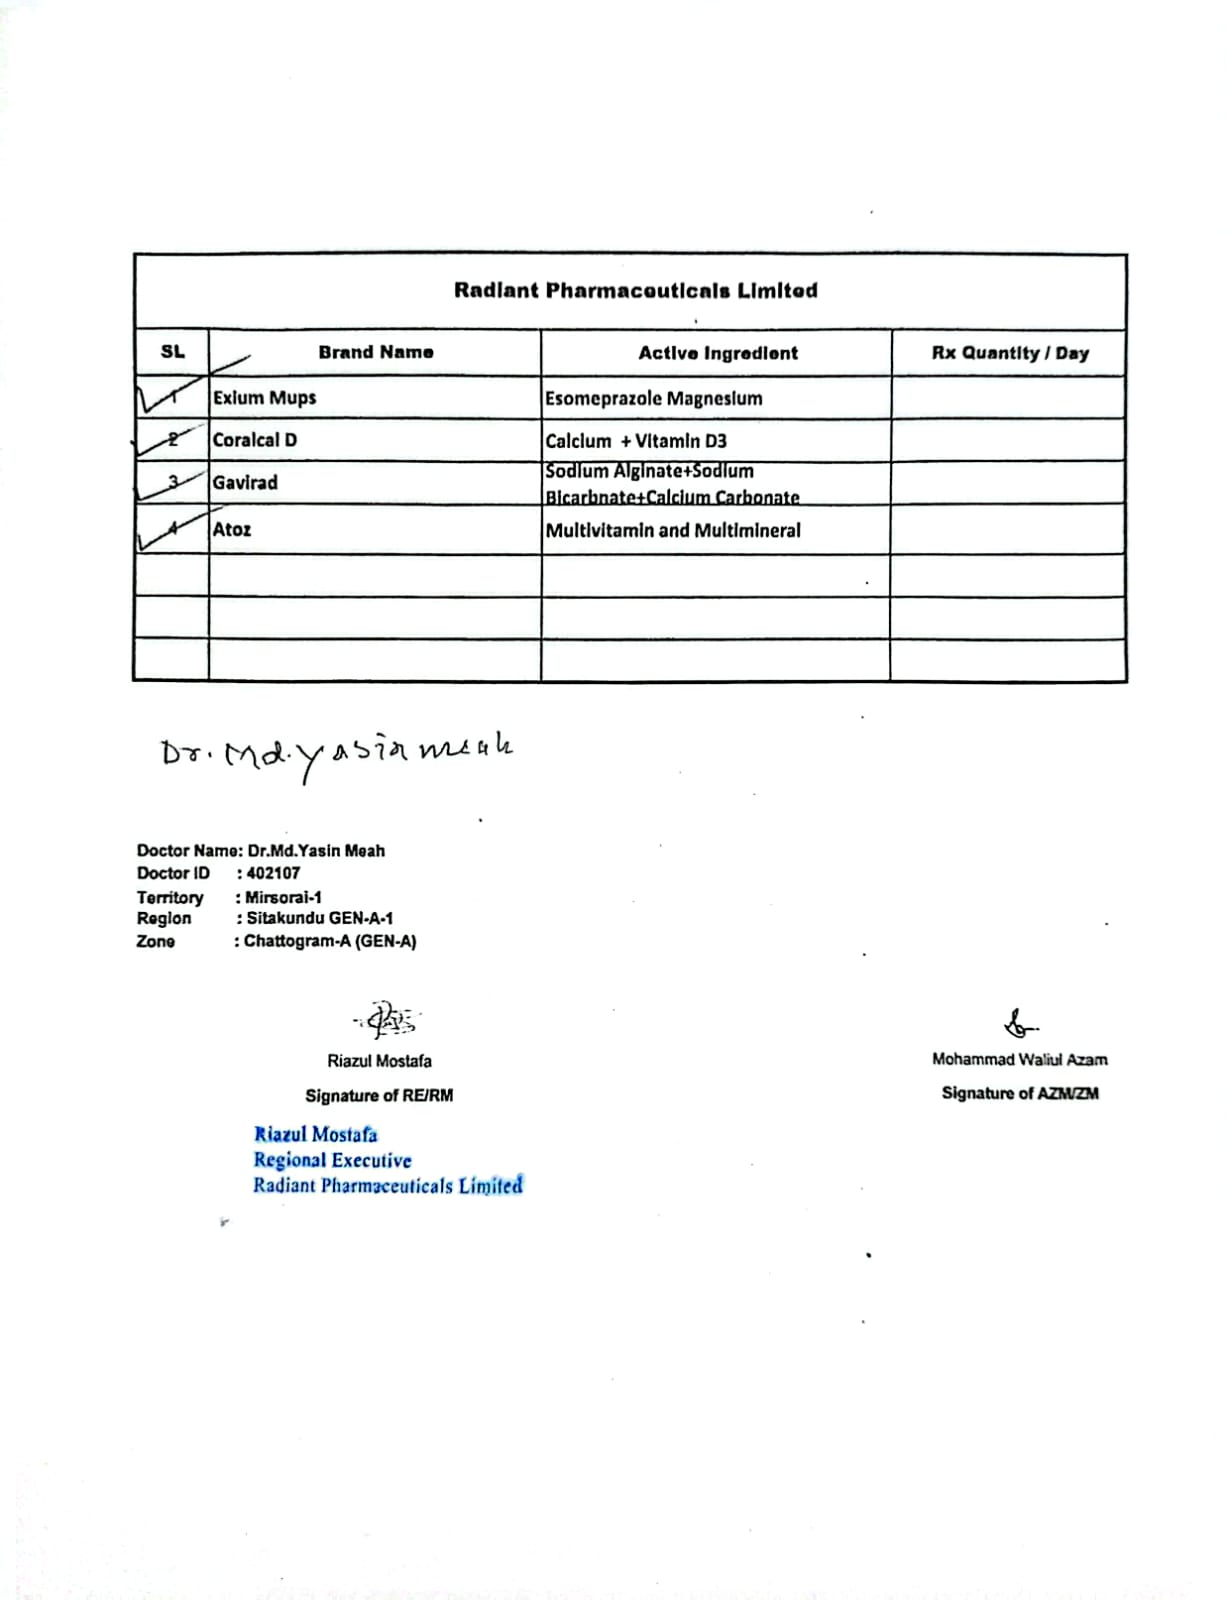 Radiant Pharmaceuticals Limited
SL Brand Name Active Ingredient Rx Quantity / Day
1 Exium Mups Esomeprazole Magnesium
2 Coralcal D Calcium + Vitamin D3
3 Gavirad Sodium Alginate+Sodium
Bicarbnate+Calcium Carbonate
4 Atoz Multivitamin and Multimineral
Dr. Md. Yasin meah
Doctor Name: Dr.Md.Yasin Meah
Doctor ID : 402107
Territory : Mirsorai-1
Region : Sitakundu GEN-A-1
Zone : Chattogram-A (GEN-A)
Riazul Mostafa Mohammad Waliul Azam
Signature of RE/RM Signature of AZM/ZM
Riazul Mostafa
Regional Executive
Radiant Pharmaceuticals Limited